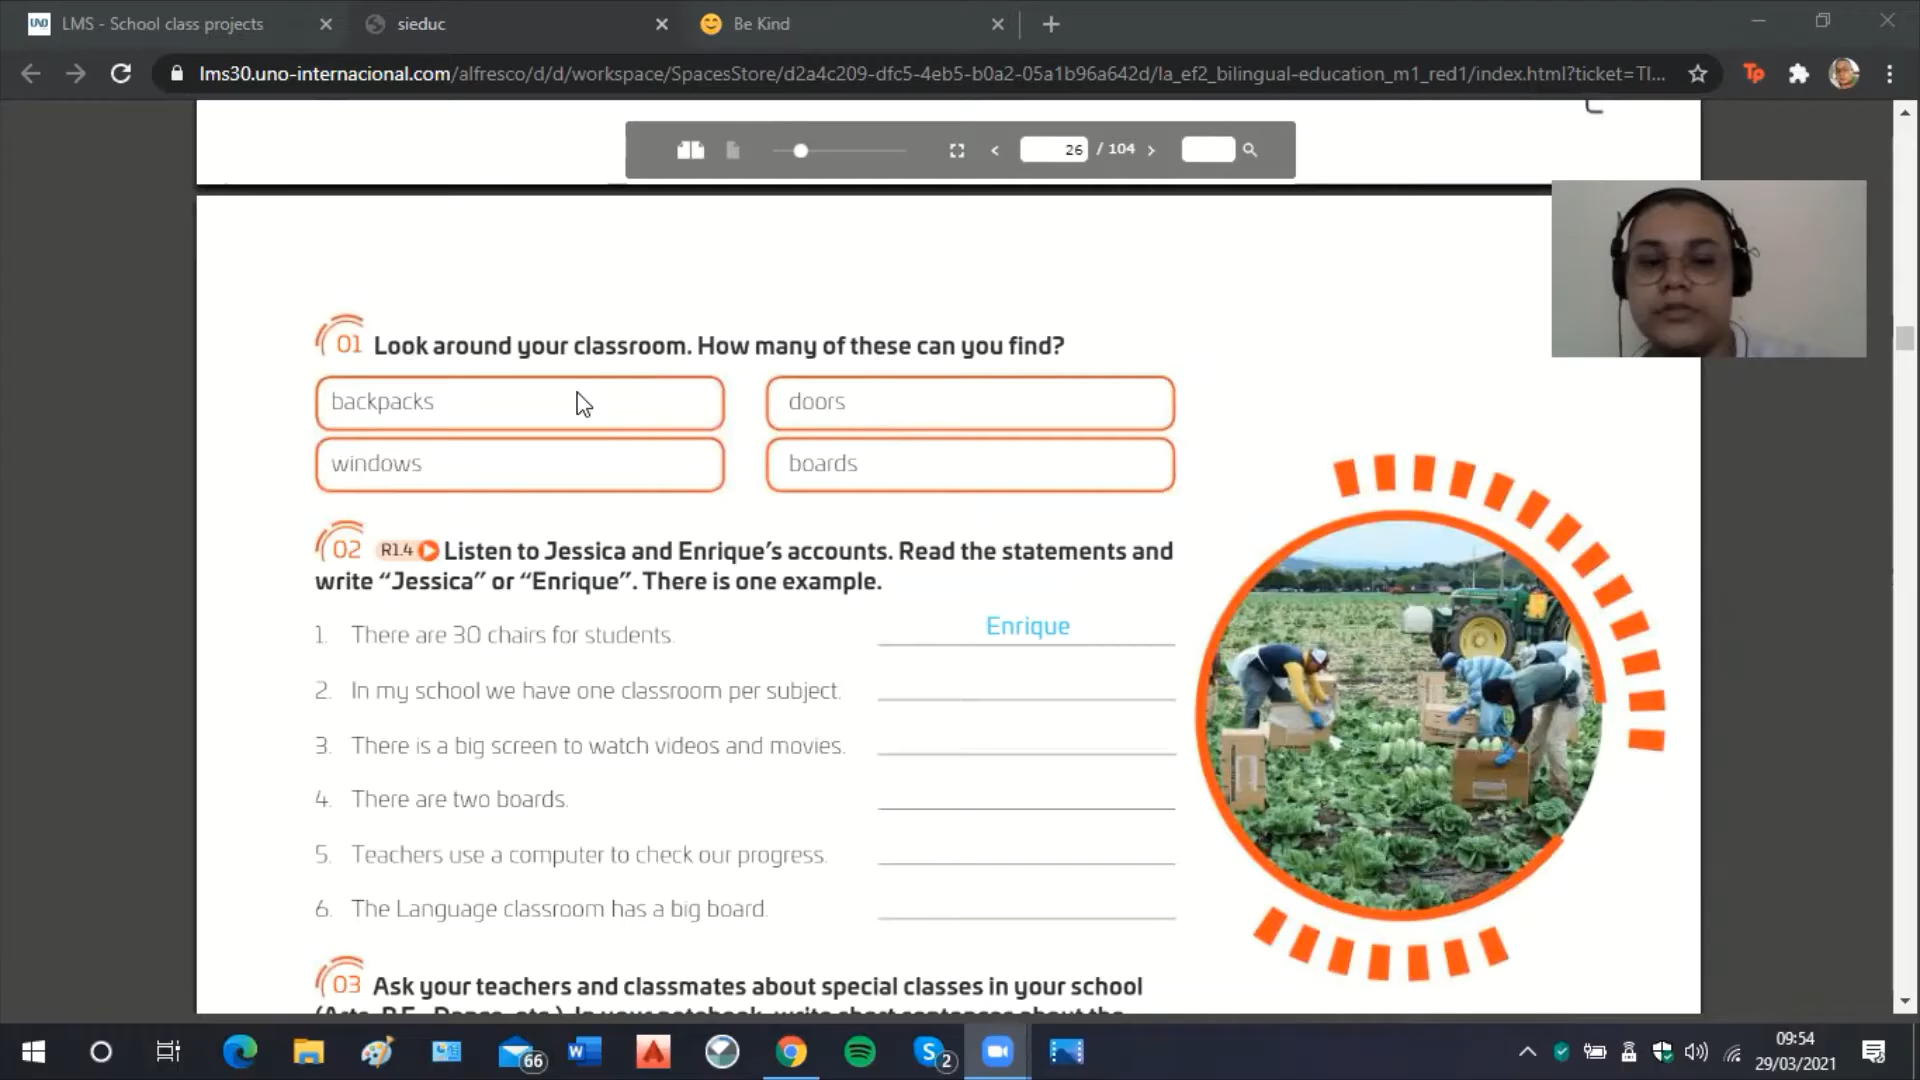 LMS - School class projects
sieduc
Be Kind
lms30.uno-internacional.com/alfresco/d/d/workspace/SpacesStore/d2a4c209-dfc5-4eb5-b0a2-05a1b96a642d/la_ef2_bilingual-education_m1_red1/index.html?ticket=TI...
26 / 104
01 Look around your classroom. How many of these can you find?
backpacks
doors
windows
boards
02 R1.4 Listen to Jessica and Enrique's accounts. Read the statements and
write “Jessica” or “Enrique”. There is one example.
1. There are 30 chairs for students.
Enrique
2. In my school we have one classroom per subject.
3. There is a big screen to watch videos and movies.
4. There are two boards.
5. Teachers use a computer to check our progress.
6. The Language classroom has a big board.
03 Ask your teachers and classmates about special classes in your school
66
2
09:54
29/03/2021